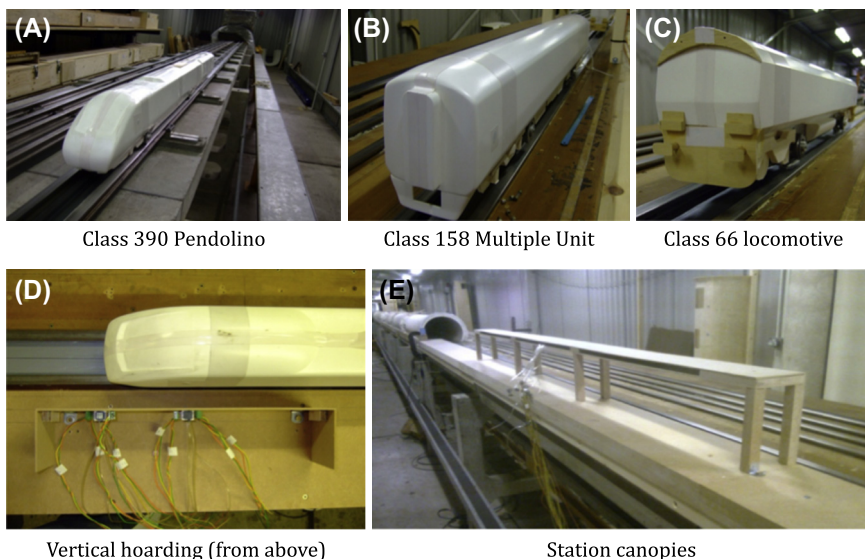 (A)
(B)
(C)
Class 390 Pendolino
Class 158 Multiple Unit
Class 66 locomotive
(D)
(E)
Vertical hoarding (from above)
Station canopies